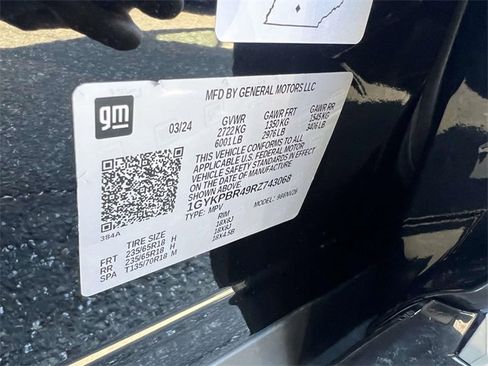 gm
MFD BY GENERAL MOTORS LLC
03/24 GVWR GAWR FRT GAWR RR
2722 KG 1350 KG 1545 KG
6001 LB 2976 LB 3406 LB
THIS VEHICLE CONFORMS TO ALL
APPLICABLE U.S. FEDERAL MOTOR
VEHICLE SAFETY STANDARDS IN
EFFECT ON THE DATE OF MANUFACTURE
SHOWN ABOVE
1GYKPBR49RZ743068
TYPE: MPV MODEL:
384A
TIRE SIZE RIM
FRT 235/65R18 H 18X8J
RR 235/65R18 H 18X8J
SPA T135/70R18 M 18X4.5B